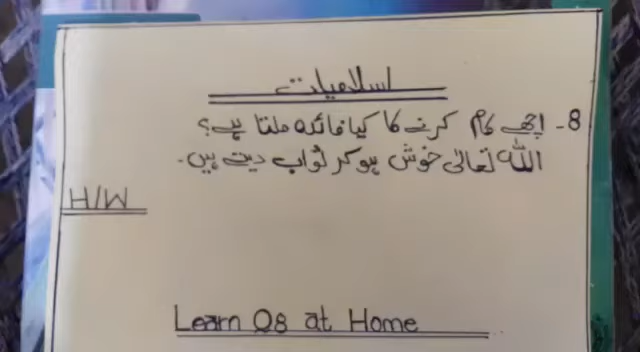 اسلامیات
8- اچھے کام کرنے کا کیا فائدہ ملتا ہے؟
اللہ تعالیٰ خوش ہو کر ثواب دیتے ہیں۔
H/W
Learn Q8 at Home